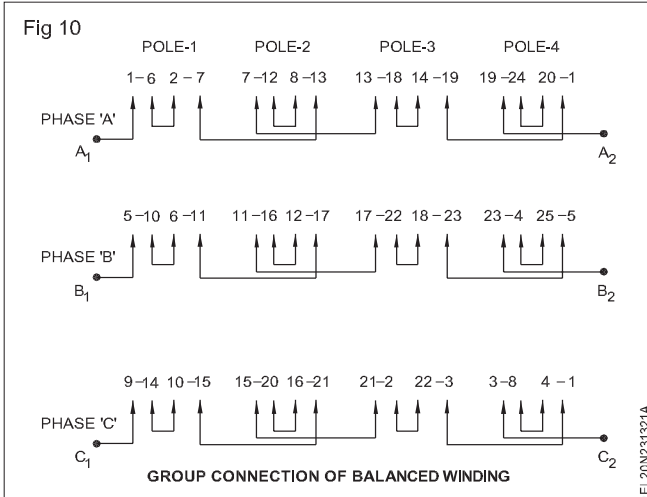 Fig 10
POLE-1 POLE-2 POLE-3 POLE-4
1–6 2–7 7–12 8–13 13–18 14–19 19–24 20–1
PHASE 'A'
A1 A2
5–10 6–11 11–16 12–17 17–22 18–23 23–4 25–5
PHASE 'B'
B1 B2
9–14 10–15 15–20 16–21 21–2 22–3 3–8 4–1
PHASE 'C'
C1 C2
GROUP CONNECTION OF BALANCED WINDING
EL20N231321A